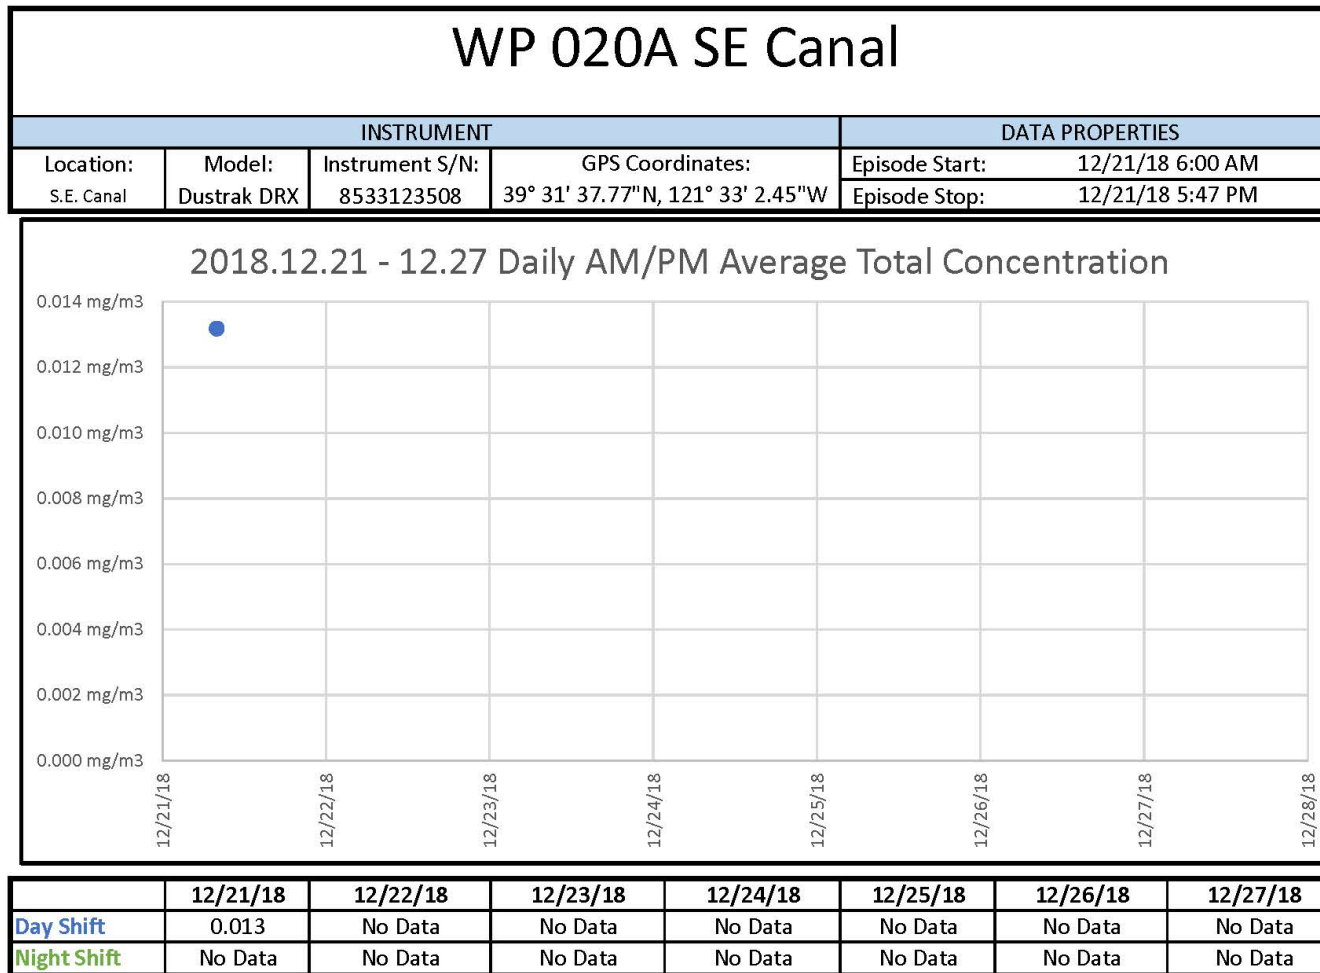 WP 020A SE Canal
INSTRUMENT DATA PROPERTIES
Location: Model: Instrument S/N: GPS Coordinates: Episode Start: 12/21/18 6:00 AM
S.E. Canal Dustrak DRX 8533123508 39° 31' 37.77"N, 121° 33' 2.45"W Episode Stop: 12/21/18 5:47 PM
2018.12.21 - 12.27 Daily AM/PM Average Total Concentration
0.014 mg/m3
0.012 mg/m3
0.010 mg/m3
0.008 mg/m3
0.006 mg/m3
0.004 mg/m3
0.002 mg/m3
0.000 mg/m3
12/21/18 12/22/18 12/23/18 12/24/18 12/25/18 12/26/18 12/27/18 12/28/18
12/21/18 12/22/18 12/23/18 12/24/18 12/25/18 12/26/18 12/27/18
Day Shift 0.013 No Data No Data No Data No Data No Data No Data
Night Shift No Data No Data No Data No Data No Data No Data No Data